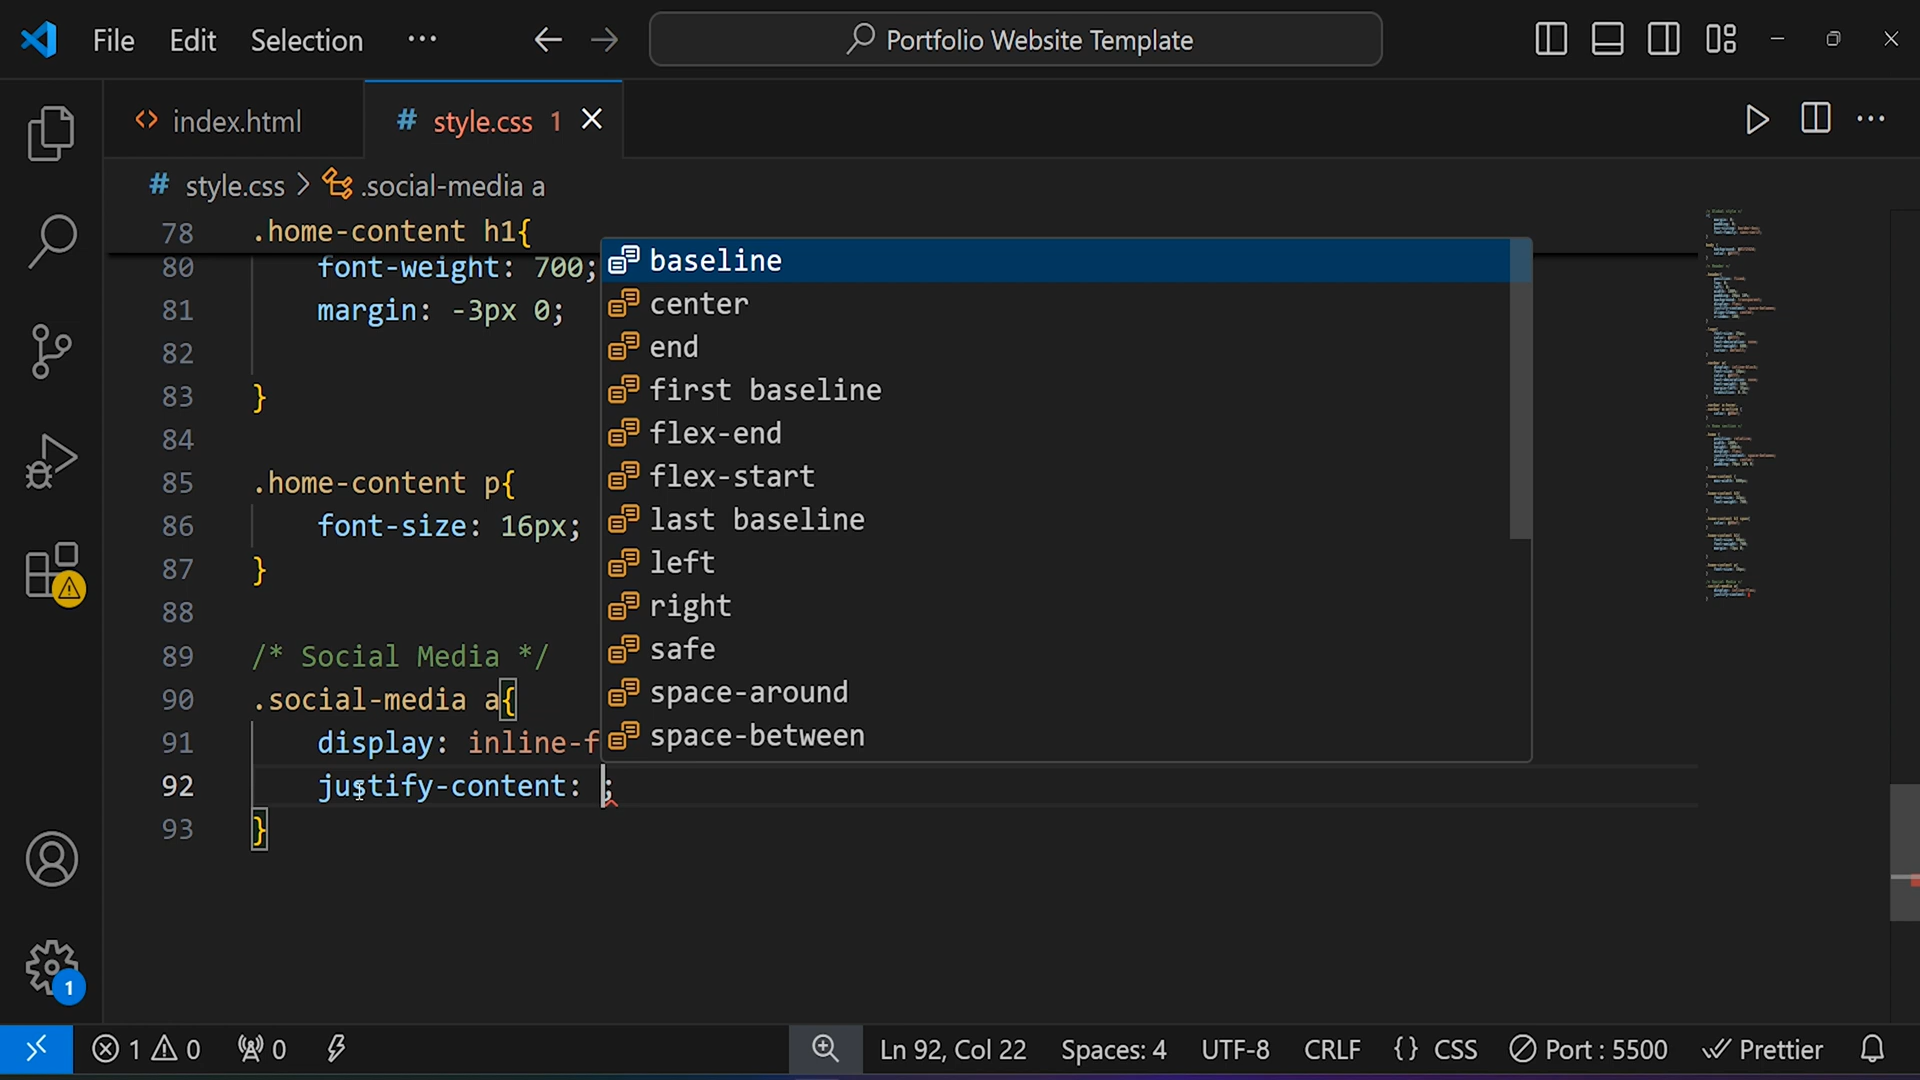 File Edit Selection ··· Portfolio Website Template
index.html # style.css 1
# style.css > .social-media a
78 .home-content h1{
80 font-weight: 700;
81 margin: -3px 0;
82
83 }
84
85 .home-content p{
86 font-size: 16px;
87 }
88
89 /* Social Media */
90 .social-media a{
91 display: inline-f
92 justify-content: ;
93 }
baseline
center
end
first baseline
flex-end
flex-start
last baseline
left
right
safe
space-around
space-between
1
1 0 0 Ln 92, Col 22 Spaces: 4 UTF-8 CRLF {} CSS Port : 5500 Prettier